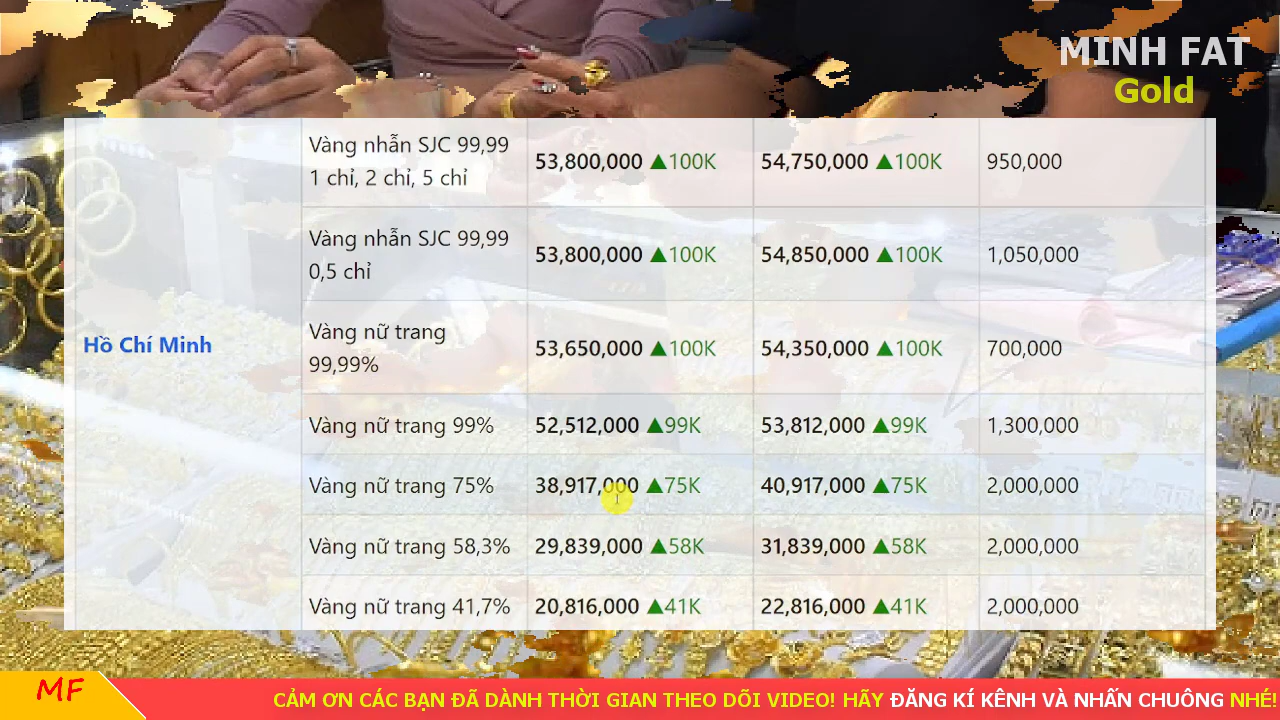 MINH FAT
Gold
Vàng nhẫn SJC 99,99
1 chỉ, 2 chỉ, 5 chỉ
53,800,000 ▲100K
54,750,000 ▲100K
950,000
Vàng nhẫn SJC 99,99
0,5 chỉ
53,800,000 ▲100K
54,850,000 ▲100K
1,050,000
Hồ Chí Minh
Vàng nữ trang
99,99%
53,650,000 ▲100K
54,350,000 ▲100K
700,000
Vàng nữ trang 99%
52,512,000 ▲99K
53,812,000 ▲99K
1,300,000
Vàng nữ trang 75%
38,917,000 ▲75K
40,917,000 ▲75K
2,000,000
Vàng nữ trang 58,3%
29,839,000 ▲58K
31,839,000 ▲58K
2,000,000
Vàng nữ trang 41,7%
20,816,000 ▲41K
22,816,000 ▲41K
2,000,000
MF
CẢM ƠN CÁC BẠN ĐÃ DÀNH THỜI GIAN THEO DÕI VIDEO! HÃY ĐĂNG KÍ KÊNH VÀ NHẤN CHUÔNG NHÉ!